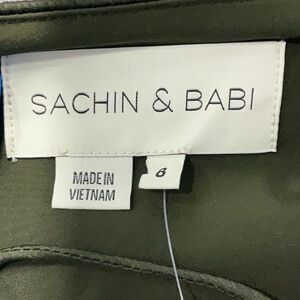 SACHIN & BABI
MADE IN
VIETNAM
6